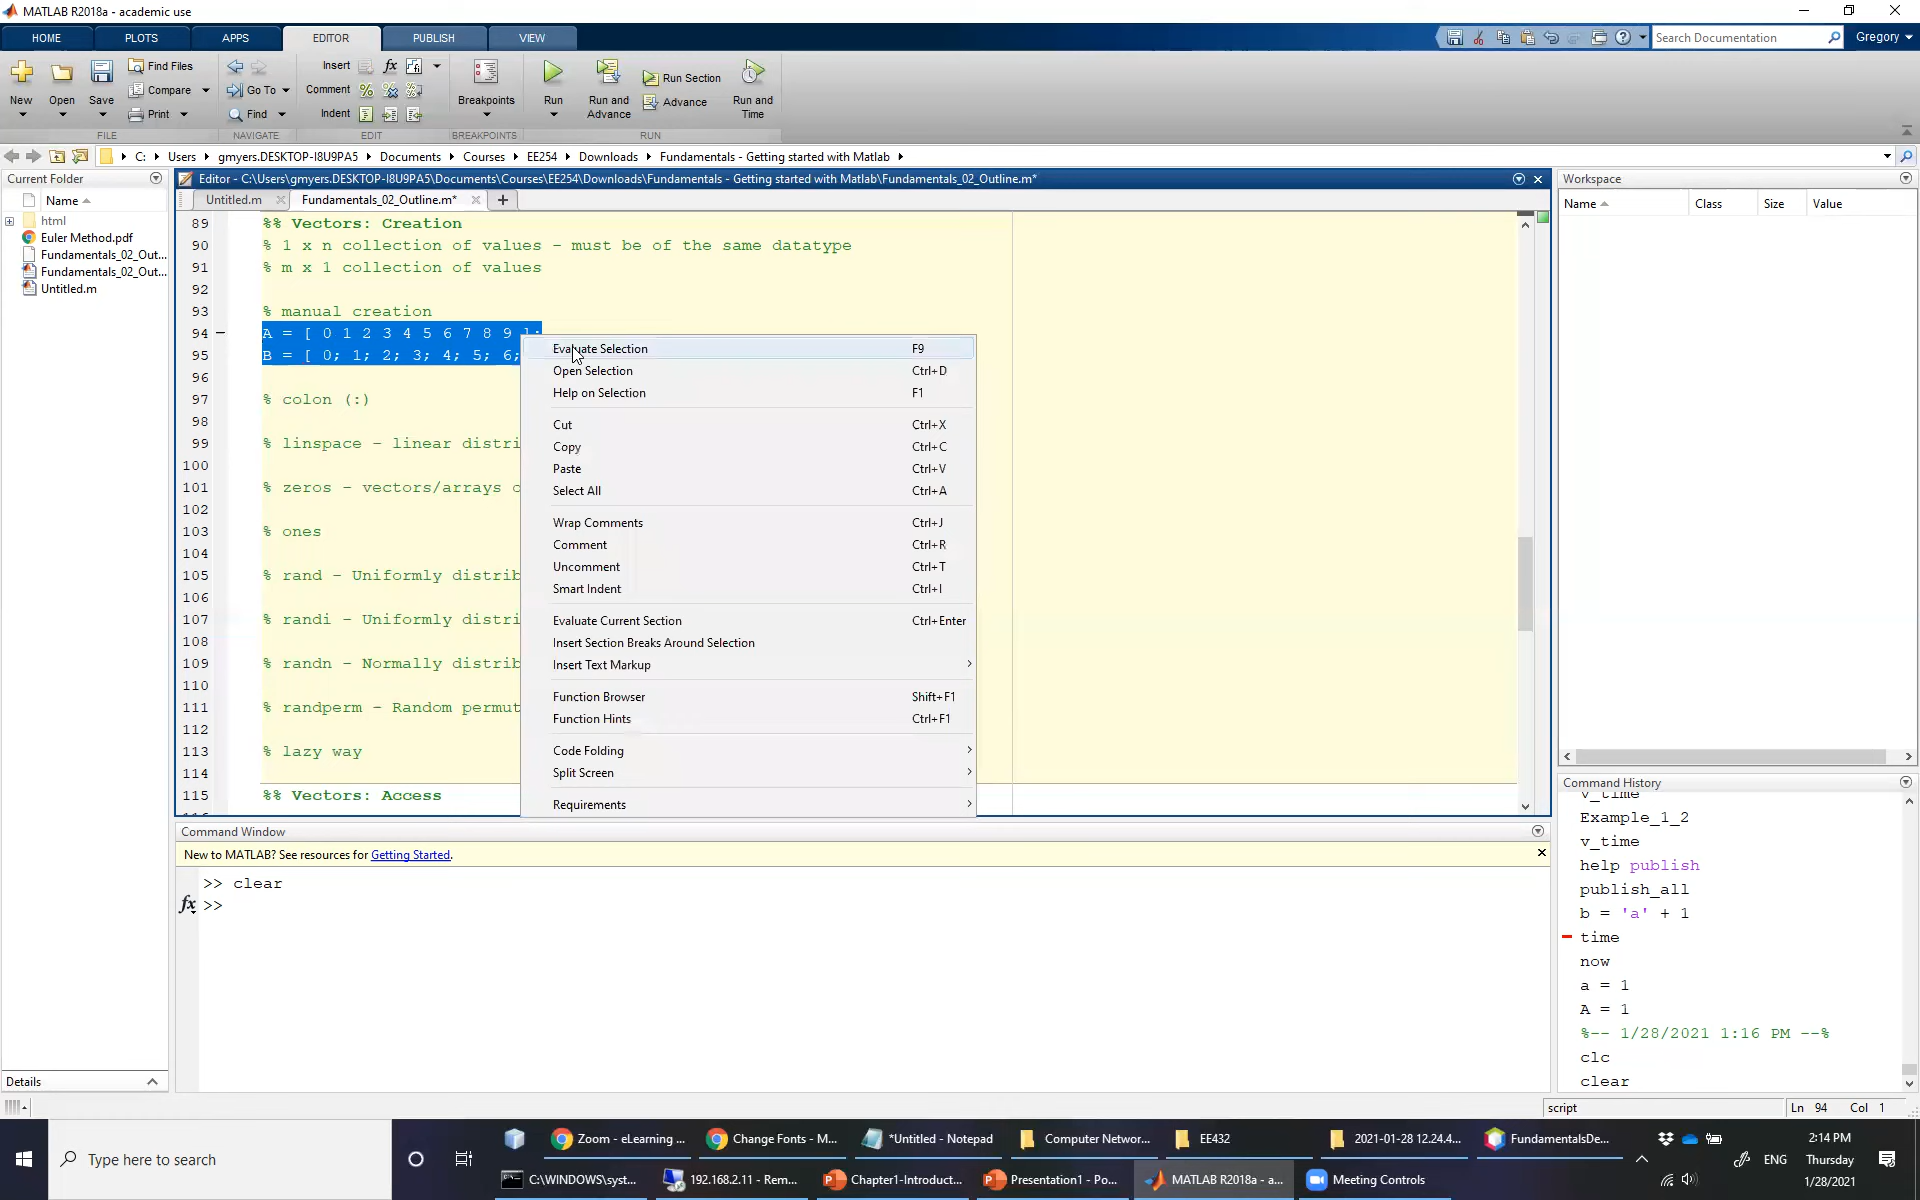 MATLAB R2018a - academic use
HOME PLOTS APPS EDITOR PUBLISH VIEW
Search Documentation
Gregory
New Open Save
Find Files
Compare
Print
FILE
Go To
Find
NAVIGATE
Insert
Comment
Indent
EDIT
Breakpoints
BREAKPOINTS
Run
Run and Advance
Run Section
Advance
Run and Time
RUN
C: Users gmyers.DESKTOP-I8U9PA5 Documents Courses EE254 Downloads Fundamentals - Getting started with Matlab
Current Folder
Name
html
Euler Method.pdf
Fundamentals_02_Out...
Fundamentals_02_Out...
Untitled.m
Details
Editor - C:\Users\gmyers.DESKTOP-I8U9PA5\Documents\Courses\EE254\Downloads\Fundamentals - Getting started with Matlab\Fundamentals_02_Outline.m*
Untitled.m
Fundamentals_02_Outline.m*
89 %% Vectors: Creation
90 % 1 x n collection of values - must be of the same datatype
91 % m x 1 collection of values
92
93 % manual creation
94 A = [ 0 1 2 3 4 5 6 7 8 9 ];
95 B = [ 0; 1; 2; 3; 4; 5; 6;
96
97 % colon (:)
98
99 % linspace - linear distri
100
101 % zeros - vectors/arrays
102
103 % ones
104
105 % rand - Uniformly distrib
106
107 % randi - Uniformly distri
108
109 % randn - Normally distrib
110
111 % randperm - Random permut
112
113 % lazy way
114
115 %% Vectors: Access
Evaluate Selection F9
Open Selection Ctrl+D
Help on Selection F1
Cut Ctrl+X
Copy Ctrl+C
Paste Ctrl+V
Select All Ctrl+A
Wrap Comments Ctrl+J
Comment Ctrl+R
Uncomment Ctrl+T
Smart Indent Ctrl+I
Evaluate Current Section Ctrl+Enter
Insert Section Breaks Around Selection
Insert Text Markup
Function Browser Shift+F1
Function Hints Ctrl+F1
Code Folding
Split Screen
Requirements
Command Window
New to MATLAB? See resources for Getting Started.
>> clear
fx >>
Workspace
Name Class Size Value
Command History
v_time
Example_1_2
v_time
help publish
publish_all
b = 'a' + 1
time
now
a = 1
A = 1
%-- 1/28/2021 1:16 PM --%
clc
clear
script
Ln 94 Col 1
Type here to search
Zoom - eLearning ...
Change Fonts - M...
*Untitled - Notepad
Computer Networ...
EE432
2021-01-28 12.24.4...
FundamentalsDe...
C:\WINDOWS\syst...
192.168.2.11 - Rem...
Chapter1-Introduct...
Presentation1 - Po...
MATLAB R2018a - a...
Meeting Controls
ENG
2:14 PM
Thursday
1/28/2021